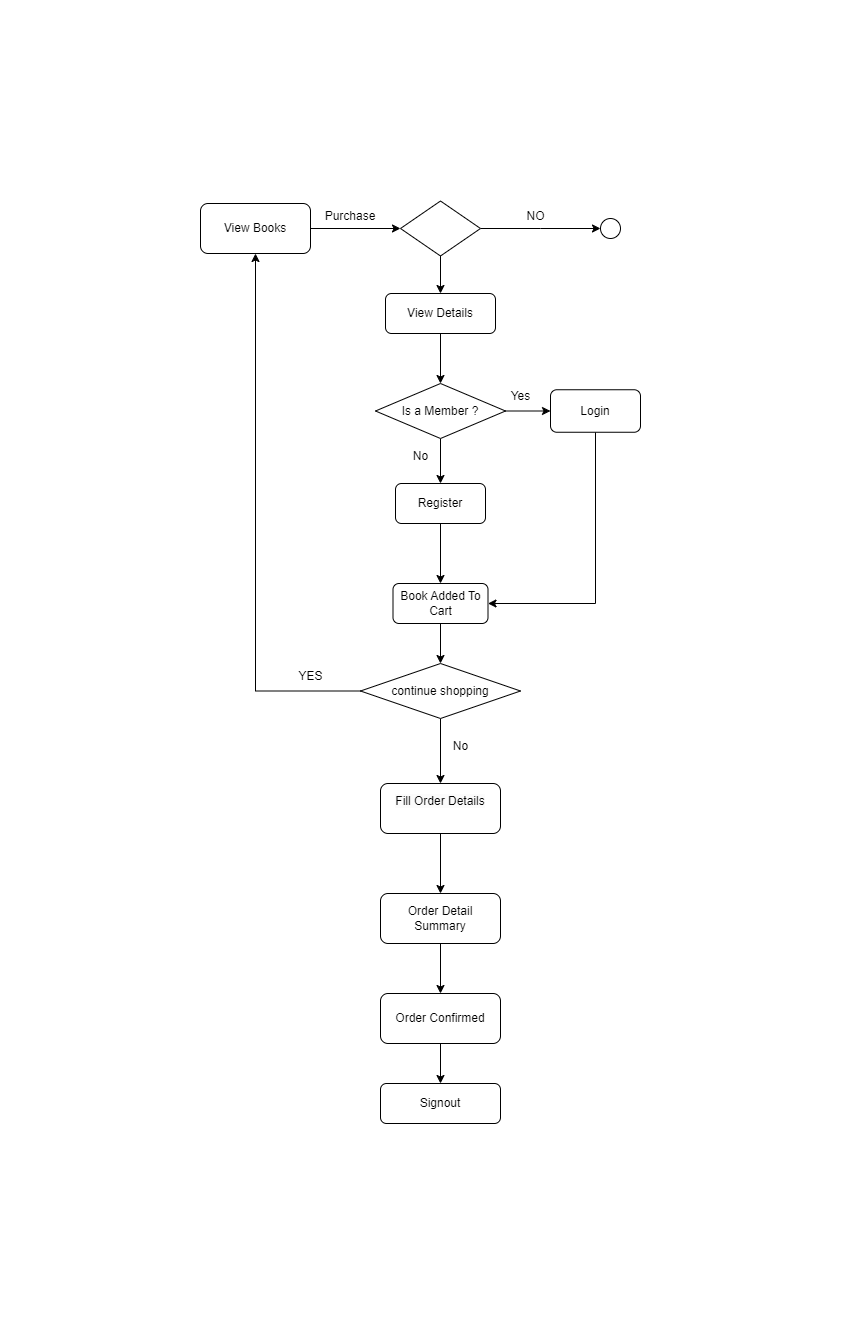 View Books
Purchase
NO
View Details
Is a Member ?
Yes
Login
No
Register
Book Added To
Cart
YES
continue shopping
No
Fill Order Details
Order Detail
Summary
Order Confirmed
Signout